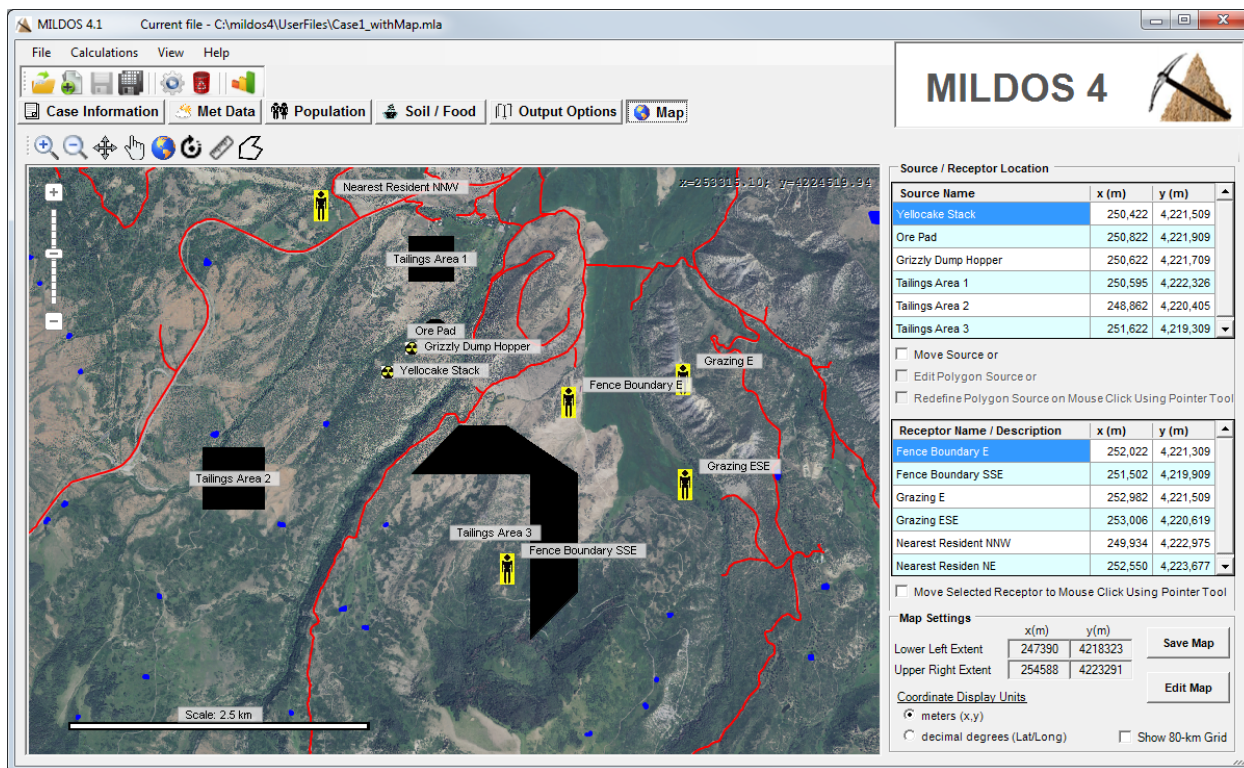 MILDOS 4.1 Current file - C:\mildos4\UserFiles\Case1_withMap.mla
File Calculations View Help
MILDOS 4
Case Information Met Data Population Soil / Food Output Options Map
x=253315.10; y=4224519.94
Nearest Resident NNW
Tailings Area 1
Ore Pad
Grizzly Dump Hopper
Yellocake Stack
Grazing E
Fence Boundary E
Grazing ESE
Tailings Area 2
Tailings Area 3
Fence Boundary SSE
Scale: 2.5 km
Source / Receptor Location
Source Name x (m) y (m)
Yellocake Stack 250,422 4,221,509
Ore Pad 250,822 4,221,909
Grizzly Dump Hopper 250,622 4,221,709
Tailings Area 1 250,595 4,222,326
Tailings Area 2 248,862 4,220,405
Tailings Area 3 251,622 4,219,309
Move Source or
Edit Polygon Source or
Redefine Polygon Source on Mouse Click Using Pointer Tool
Receptor Name / Description x (m) y (m)
Fence Boundary E 252,022 4,221,309
Fence Boundary SSE 251,502 4,219,909
Grazing E 252,982 4,221,509
Grazing ESE 253,006 4,220,619
Nearest Resident NNW 249,934 4,222,975
Nearest Residen NE 252,550 4,223,677
Move Selected Receptor to Mouse Click Using Pointer Tool
Map Settings
x(m) y(m)
Lower Left Extent 247390 4218323
Upper Right Extent 254588 4223291
Save Map
Edit Map
Coordinate Display Units
meters (x,y)
decimal degrees (Lat/Long)
Show 80-km Grid